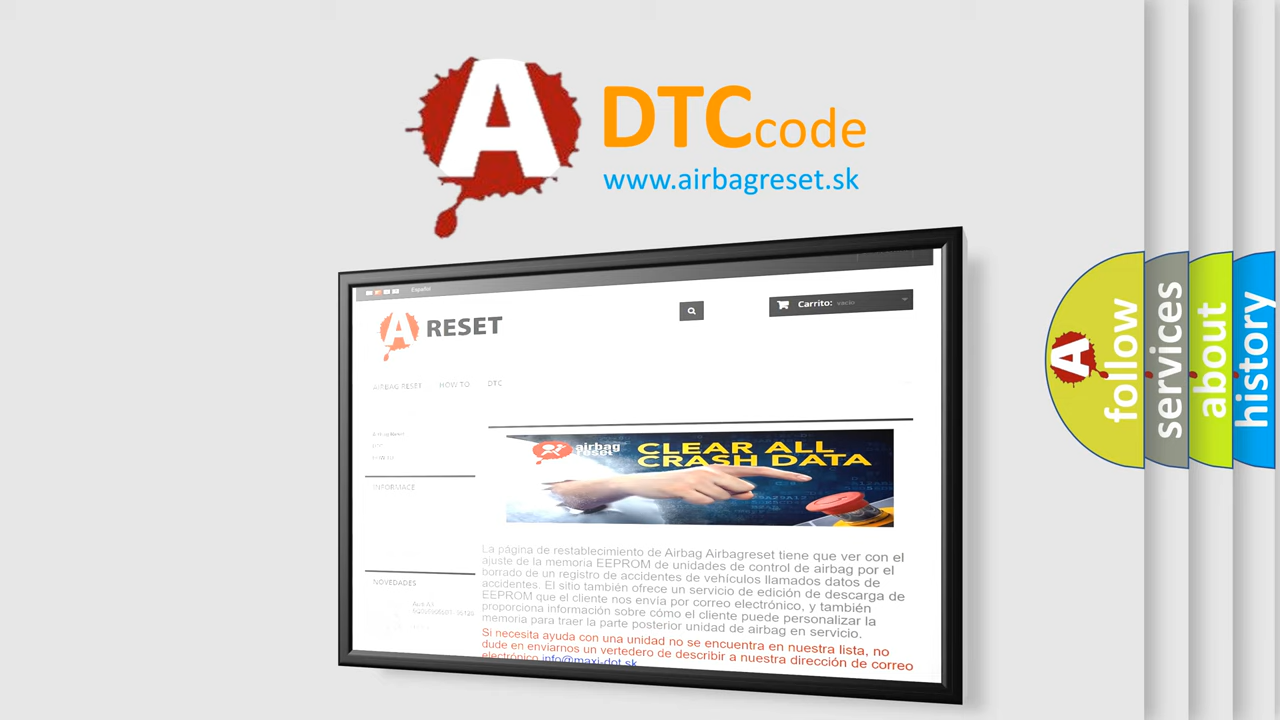 A DTCcode
www.airbagreset.sk
Español
A RESET
Carrito: vacío
AIRBAG RESET HOW TO DTC
INFORMACE
airbag
reset
CLEAR ALL
CRASH DATA
La página de restablecimiento de Airbag Airbagreset tiene que ver con el
ajuste de la memoria EEPROM de unidades de control de airbag por el
borrado de un registro de accidentes de vehículos llamados datos de
accidentes. El sitio también ofrece un servicio de edición de descarga de
EEPROM que el cliente nos envía por correo electrónico, y también
proporciona información sobre cómo el cliente puede personalizar la
memoria para traer la parte posterior unidad de airbag en servicio.
Si necesita ayuda con una unidad no se encuentra en nuestra lista, no
dude en enviarnos un vertedero de describir a nuestra dirección de correo
electrónico info@maxi-dot.sk
NOVEDADES
A follow
services
about
history